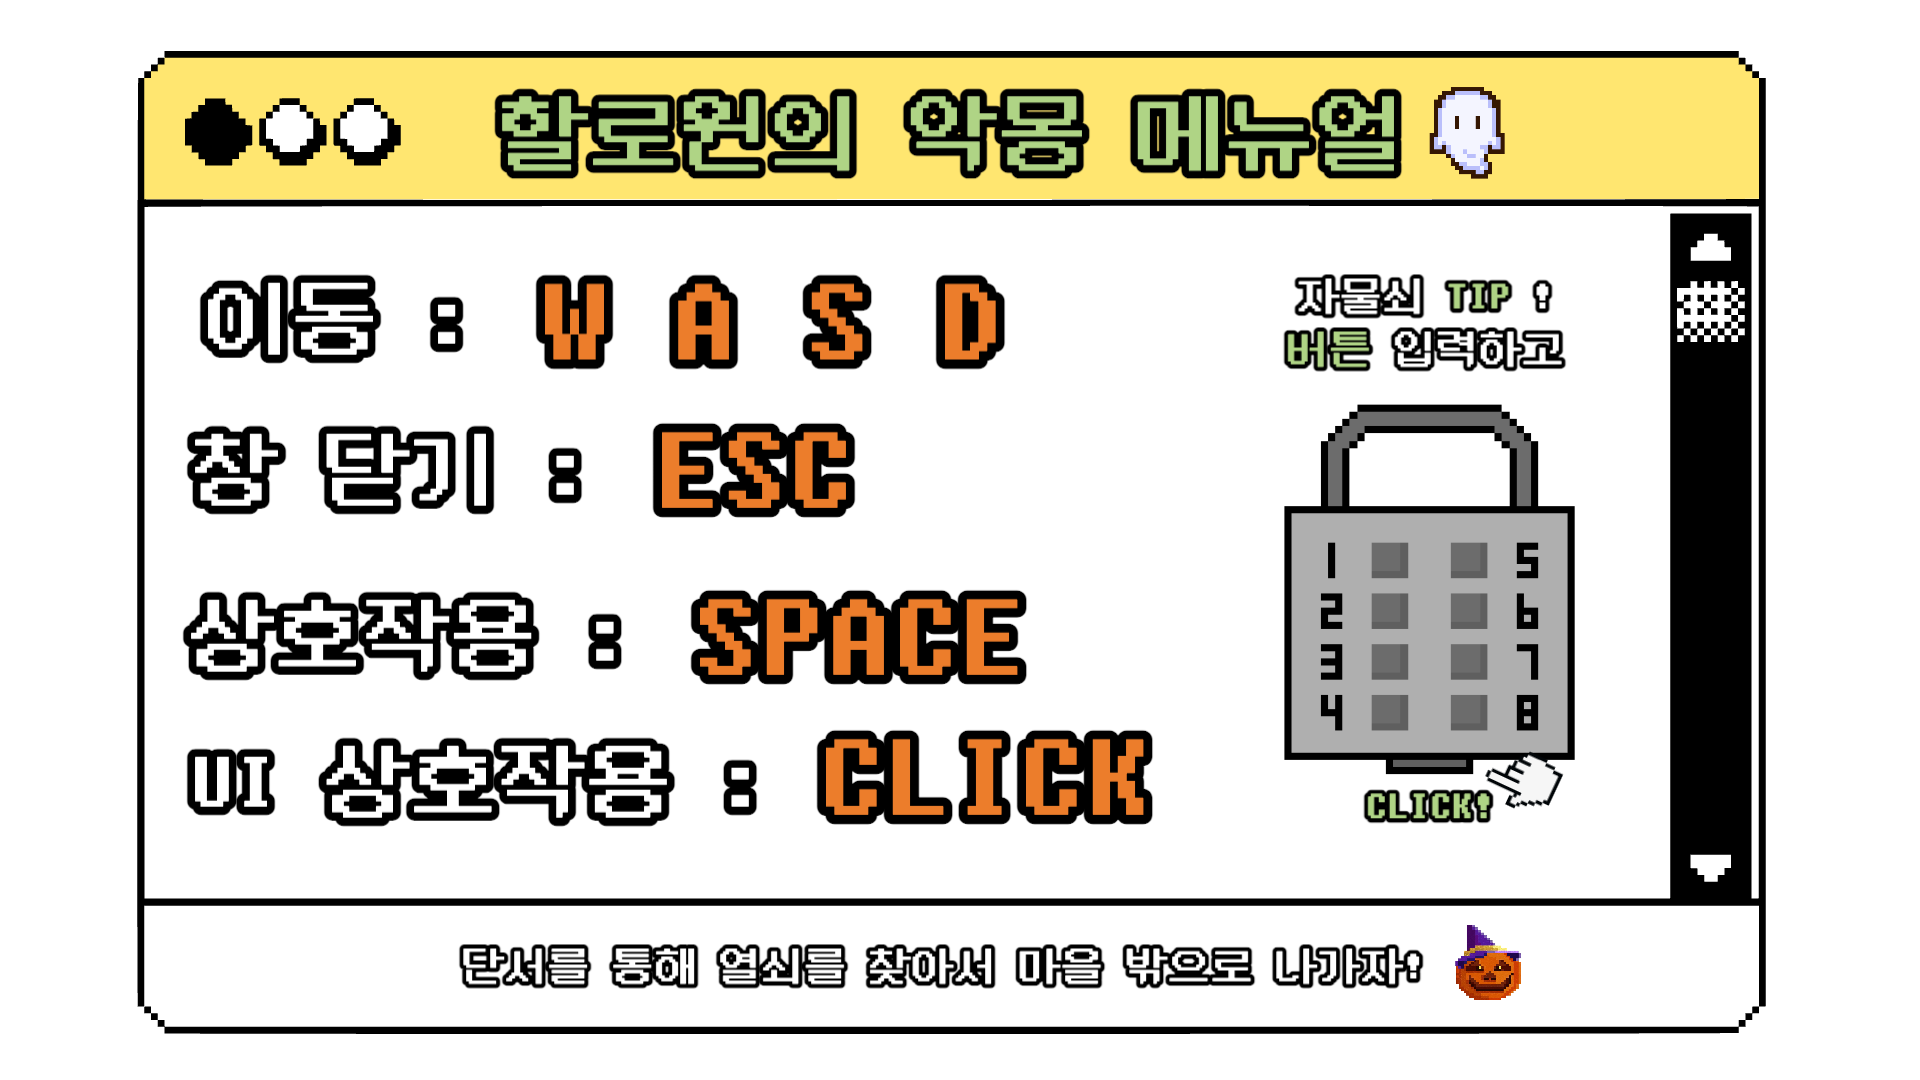 할로윈의 악몽 메뉴얼
이동 : W A S D
창 닫기 : ESC
상호작용 : SPACE
UI 상호작용 : CLICK
자물쇠 TIP !
버튼 입력하고
1 5
2 6
3 7
4 8
CLICK!
단서를 통해 열쇠를 찾아서 마을 밖으로 나가자!